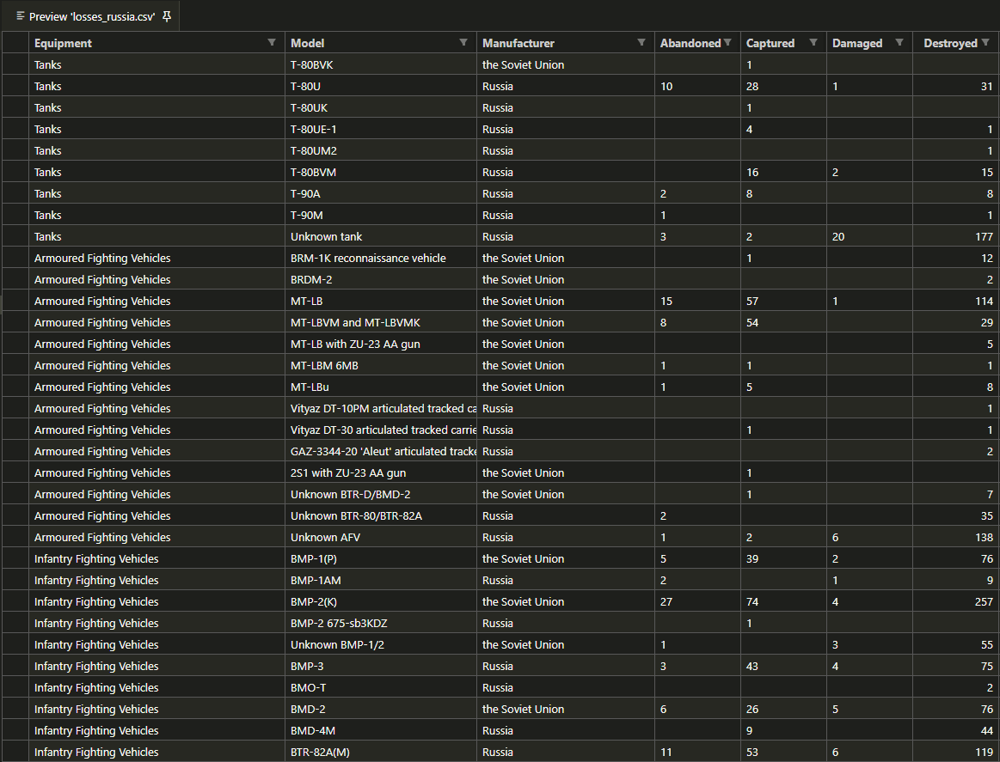 Preview 'losses_russia.csv'
Equipment Model Manufacturer Abandoned Captured Damaged Destroyed
Tanks T-80BVK the Soviet Union 1
Tanks T-80U Russia 10 28 1 31
Tanks T-80UK Russia 1
Tanks T-80UE-1 Russia 4 1
Tanks T-80UM2 Russia 1
Tanks T-80BVM Russia 16 2 15
Tanks T-90A Russia 2 8 8
Tanks T-90M Russia 1 1
Tanks Unknown tank Russia 3 2 20 177
Armoured Fighting Vehicles BRM-1K reconnaissance vehicle the Soviet Union 1 12
Armoured Fighting Vehicles BRDM-2 the Soviet Union 2
Armoured Fighting Vehicles MT-LB the Soviet Union 15 57 1 114
Armoured Fighting Vehicles MT-LBVM and MT-LBVMK the Soviet Union 8 54 29
Armoured Fighting Vehicles MT-LB with ZU-23 AA gun the Soviet Union 5
Armoured Fighting Vehicles MT-LBM 6MB the Soviet Union 1 1 1
Armoured Fighting Vehicles MT-LBu the Soviet Union 1 5 8
Armoured Fighting Vehicles Vityaz DT-10PM articulated tracked ca Russia 1
Armoured Fighting Vehicles Vityaz DT-30 articulated tracked carrie Russia 1 1
Armoured Fighting Vehicles GAZ-3344-20 'Aleut' articulated tracke Russia 2
Armoured Fighting Vehicles 2S1 with ZU-23 AA gun the Soviet Union 1
Armoured Fighting Vehicles Unknown BTR-D/BMD-2 the Soviet Union 1 7
Armoured Fighting Vehicles Unknown BTR-80/BTR-82A Russia 2 35
Armoured Fighting Vehicles Unknown AFV Russia 1 2 6 138
Infantry Fighting Vehicles BMP-1(P) the Soviet Union 5 39 2 76
Infantry Fighting Vehicles BMP-1AM Russia 2 1 9
Infantry Fighting Vehicles BMP-2(K) the Soviet Union 27 74 4 257
Infantry Fighting Vehicles BMP-2 675-sb3KDZ Russia 1
Infantry Fighting Vehicles Unknown BMP-1/2 the Soviet Union 1 3 55
Infantry Fighting Vehicles BMP-3 Russia 3 43 4 75
Infantry Fighting Vehicles BMO-T Russia 2
Infantry Fighting Vehicles BMD-2 the Soviet Union 6 26 5 76
Infantry Fighting Vehicles BMD-4M Russia 9 44
Infantry Fighting Vehicles BTR-82A(M) Russia 11 53 6 119